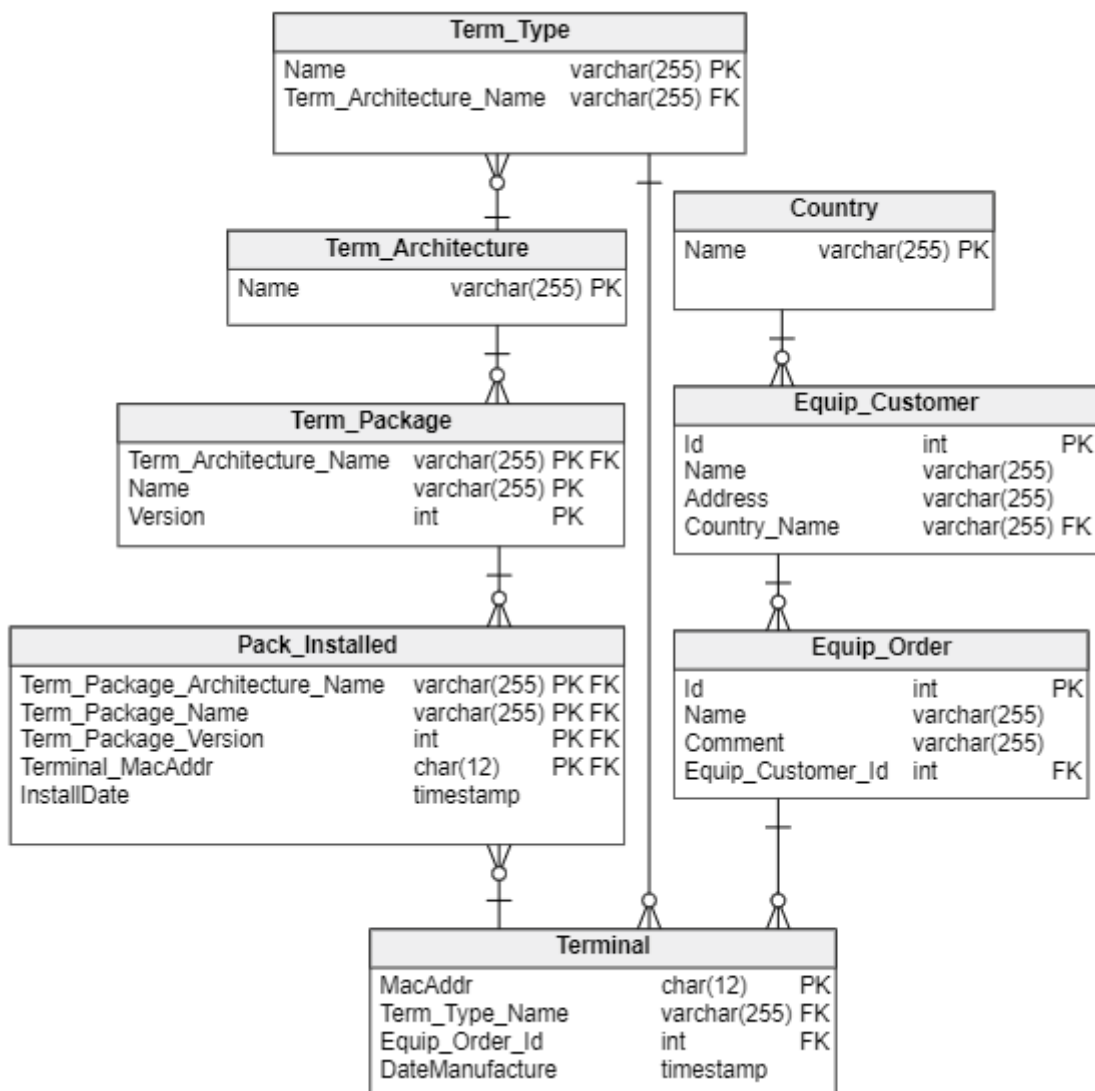 Term_Type
Name varchar(255) PK
Term_Architecture_Name varchar(255) FK
Term_Architecture
Name varchar(255) PK
Term_Package
Term_Architecture_Name varchar(255) PK FK
Name varchar(255) PK
Version int PK
Pack_Installed
Term_Package_Architecture_Name varchar(255) PK FK
Term_Package_Name varchar(255) PK FK
Term_Package_Version int PK FK
Terminal_MacAddr char(12) PK FK
InstallDate timestamp
Country
Name varchar(255) PK
Equip_Customer
Id int PK
Name varchar(255)
Address varchar(255)
Country_Name varchar(255) FK
Equip_Order
Id int PK
Name varchar(255)
Comment varchar(255)
Equip_Customer_Id int FK
Terminal
MacAddr char(12) PK
Term_Type_Name varchar(255) FK
Equip_Order_Id int FK
DateManufacture timestamp